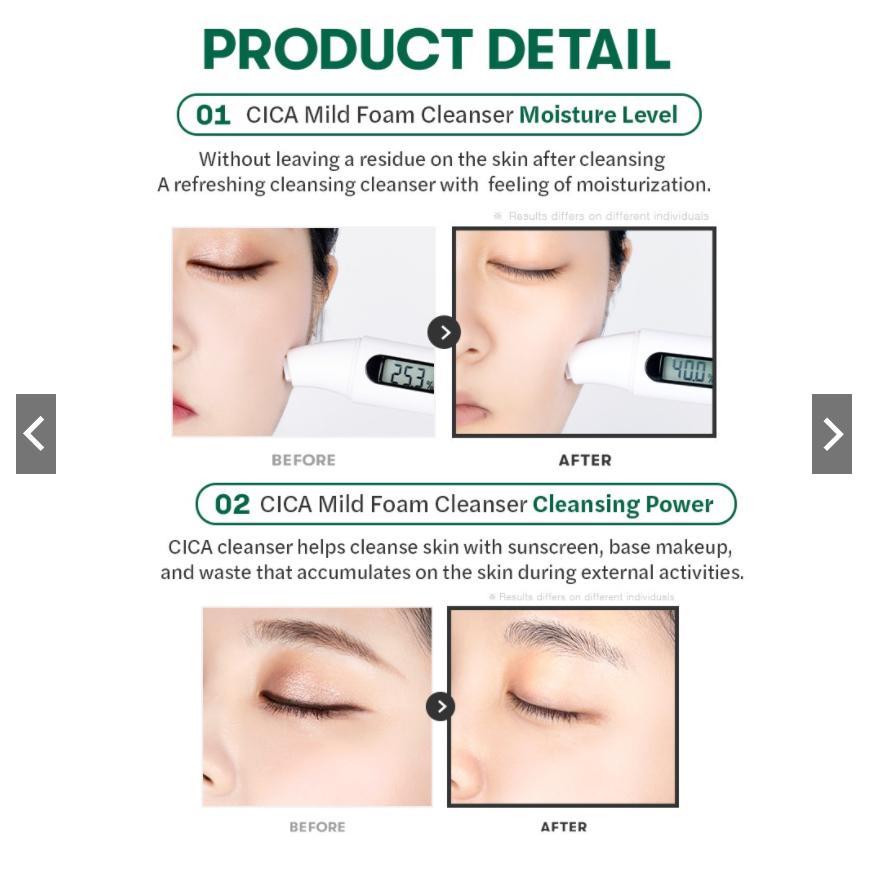 PRODUCT DETAIL
01 CICA Mild Foam Cleanser Moisture Level
Without leaving a residue on the skin after cleansing
A refreshing cleansing cleanser with feeling of moisturization.
※ Results differs on different individuals
25.3%
40.0%
BEFORE
AFTER
02 CICA Mild Foam Cleanser Cleansing Power
CICA cleanser helps cleanse skin with sunscreen, base makeup,
and waste that accumulates on the skin during external activities.
※ Results differs on different individuals
BEFORE
AFTER